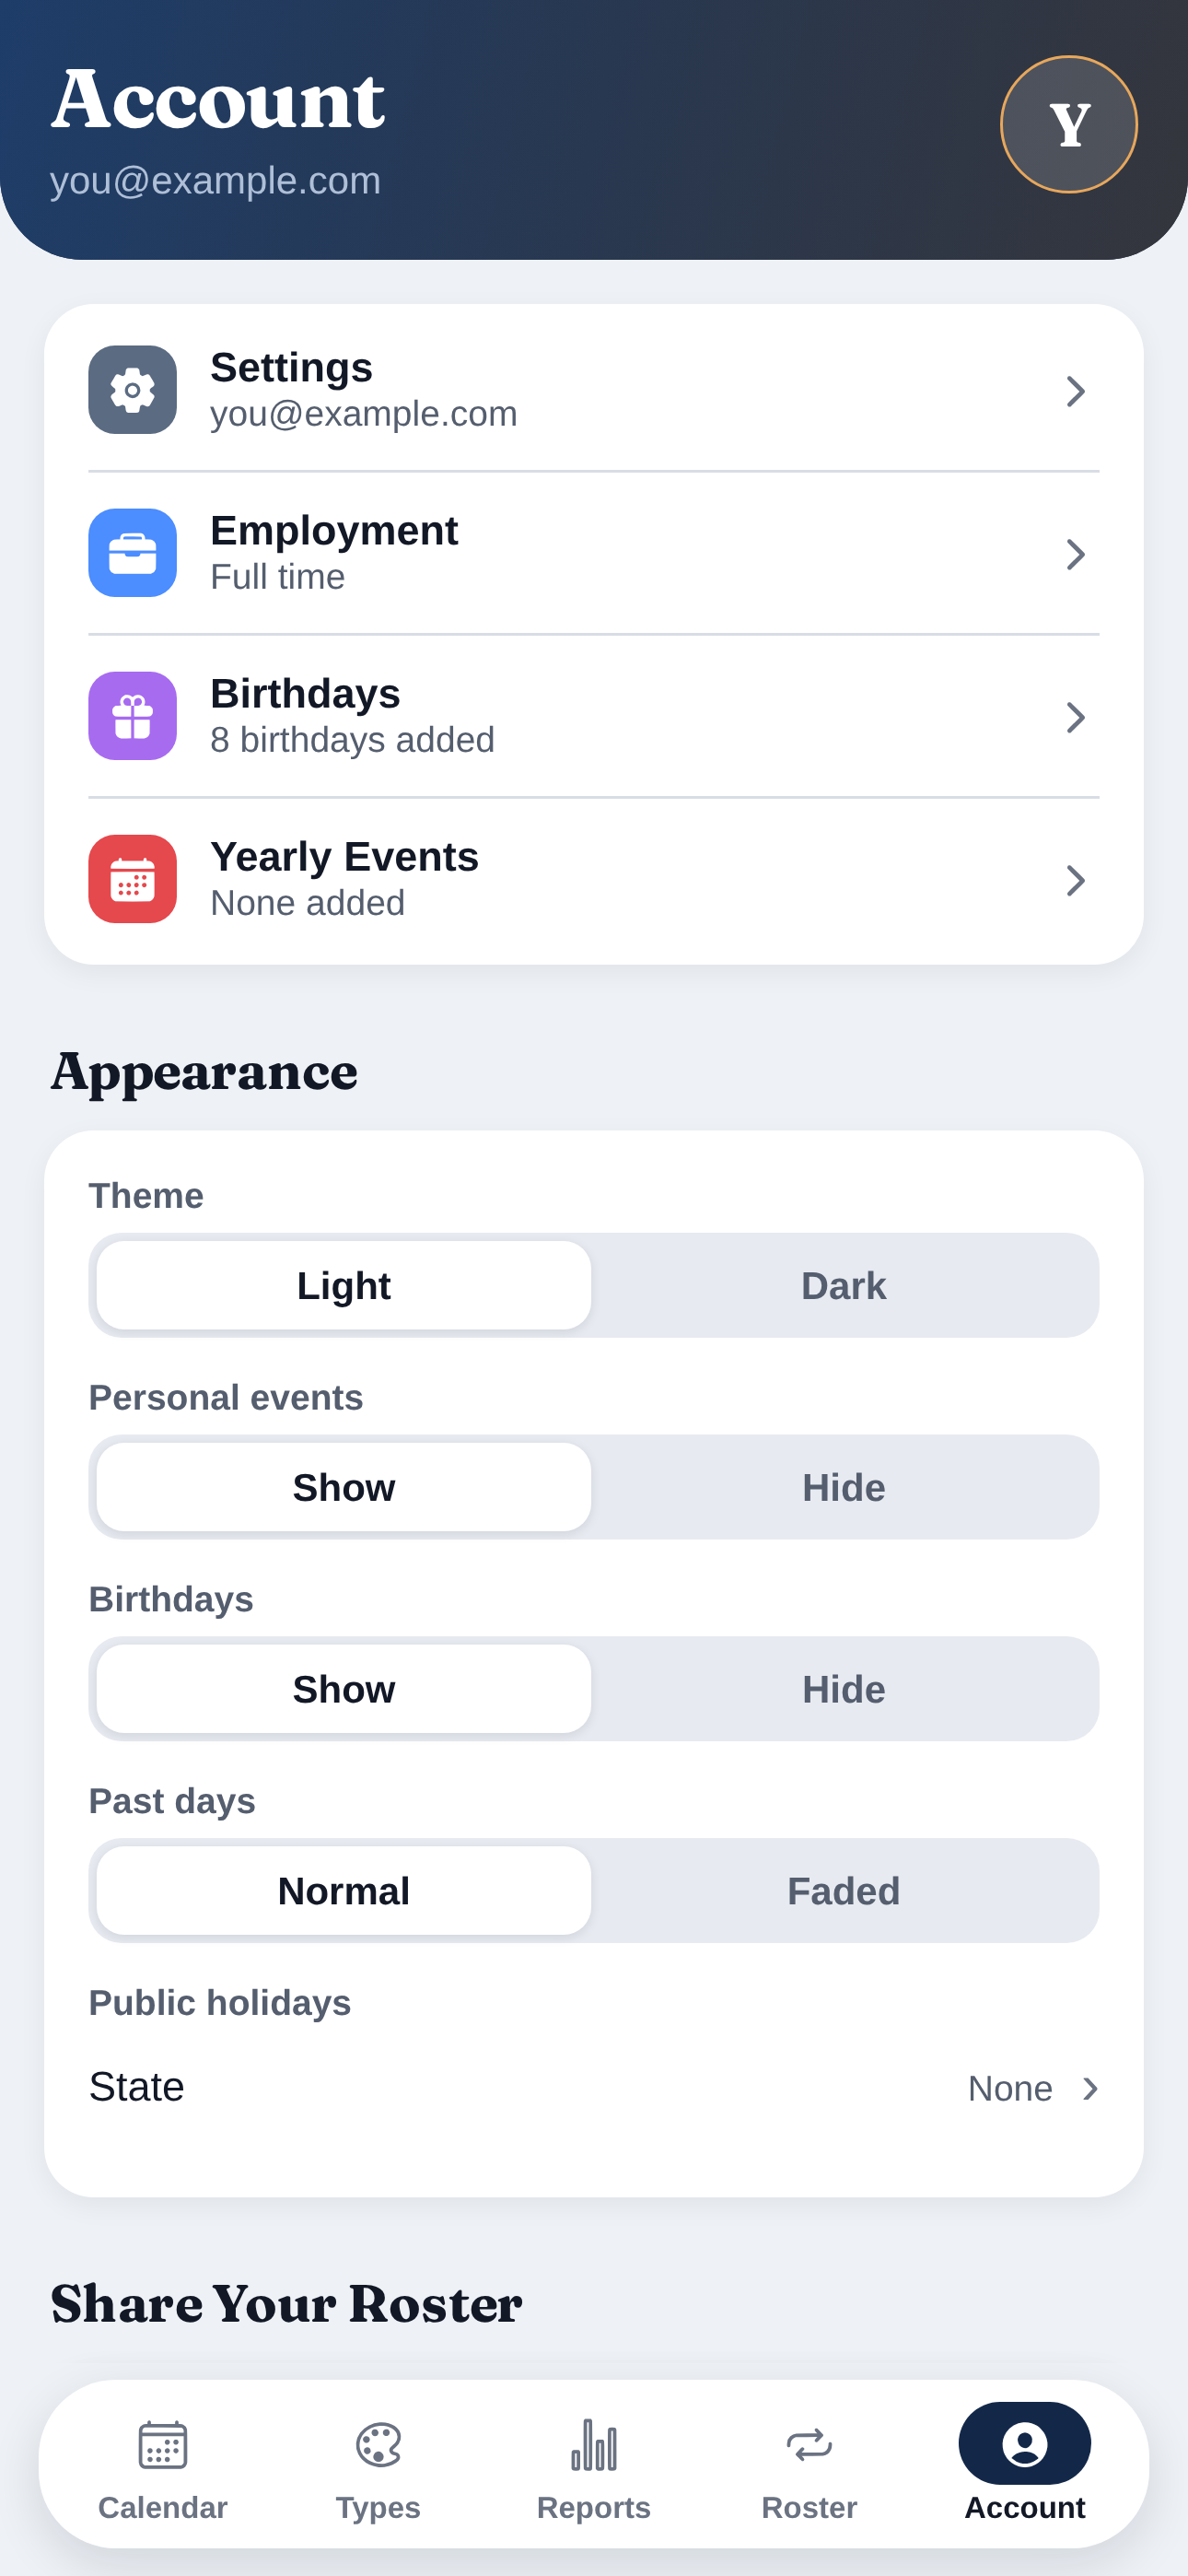 Account
you@example.com
Y
Settings
you@example.com
Employment
Full time
Birthdays
8 birthdays added
Yearly Events
None added
Appearance
Theme
Light Dark
Personal events
Show Hide
Birthdays
Show Hide
Past days
Normal Faded
Public holidays
State None
Share Your Roster
Calendar Types Reports Roster Account